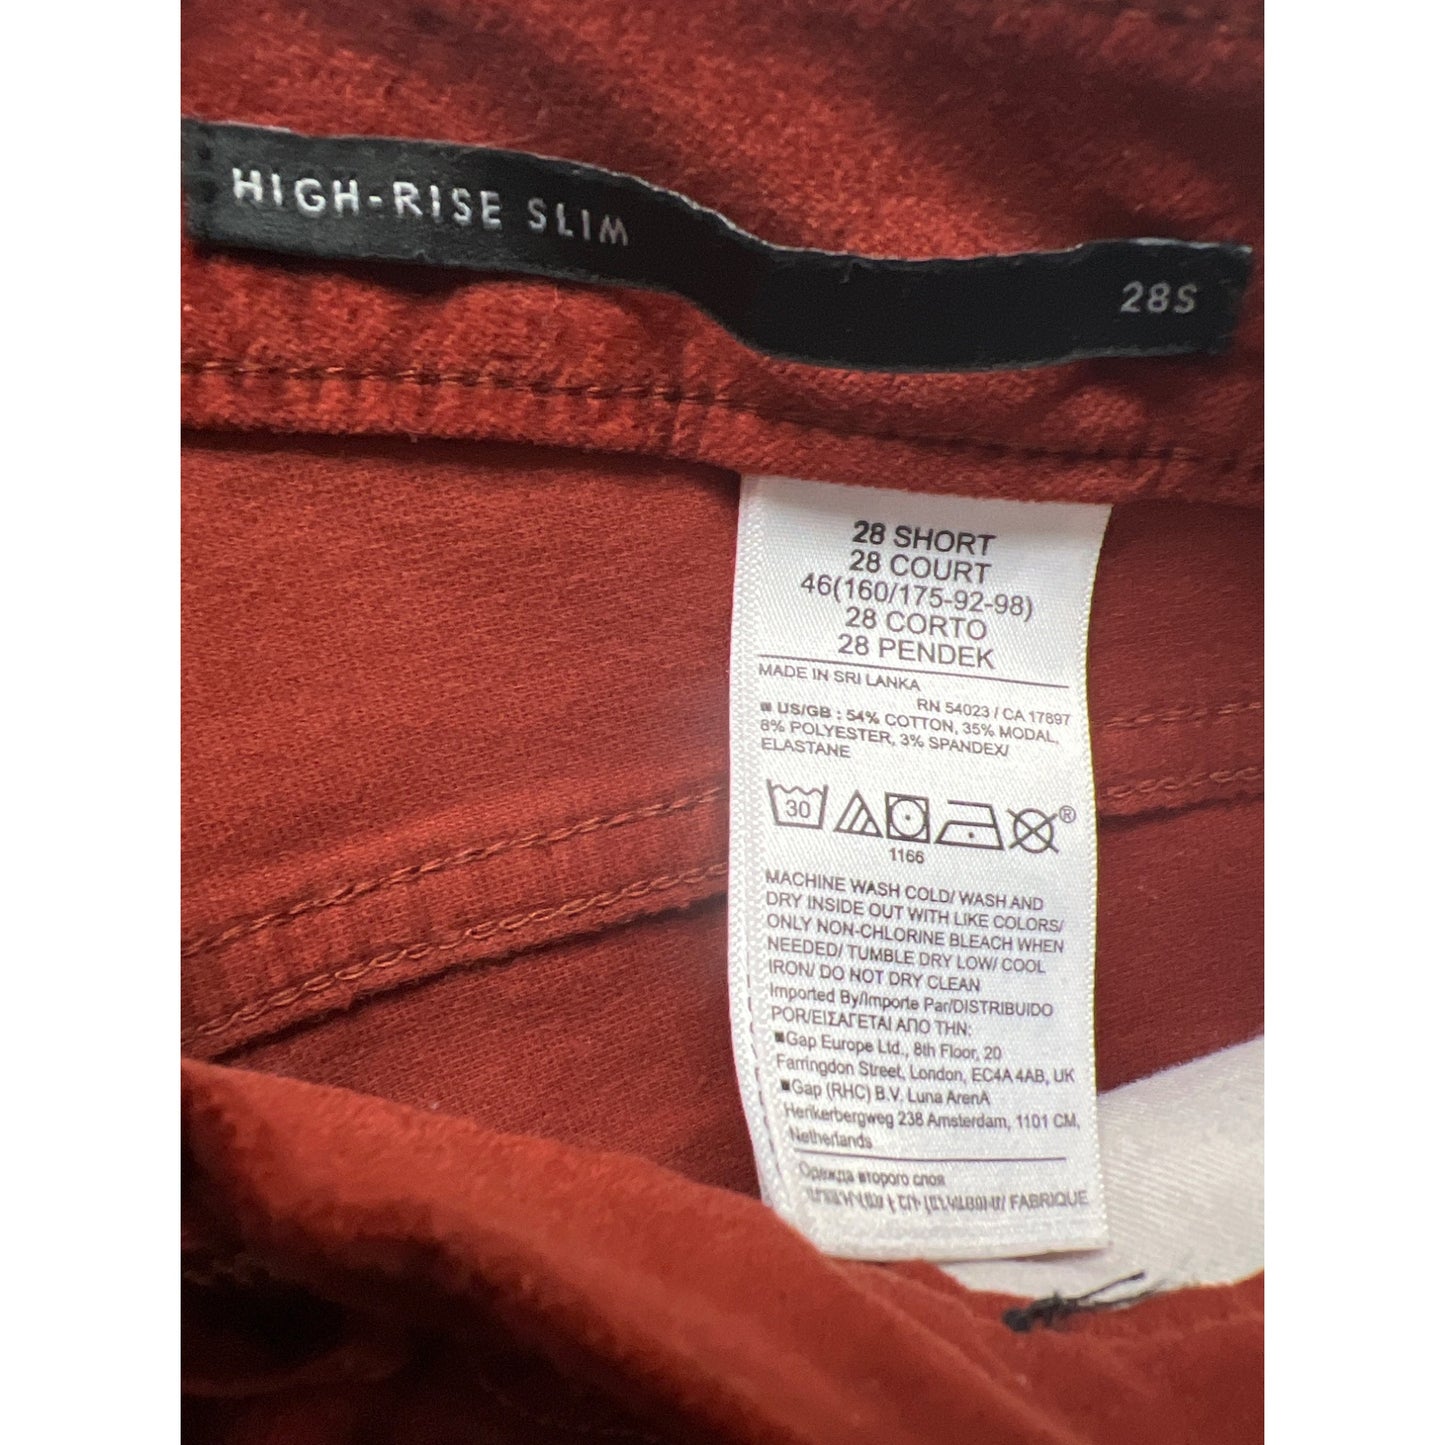 HIGH-RISE SLIM
28S
28 SHORT
28 COURT
46(160/175-92-98)
28 CORTO
28 PENDEK
MADE IN SRI LANKA
RN 54023 / CA 17897
US/GB : 54% COTTON, 35% MODAL,
8% POLYESTER, 3% SPANDEX/
ELASTANE
30
®
1166
MACHINE WASH COLD/ WASH AND
DRY INSIDE OUT WITH LIKE COLORS/
ONLY NON-CHLORINE BLEACH WHEN
NEEDED/ TUMBLE DRY LOW/ COOL
IRON/ DO NOT DRY CLEAN
Imported By/Importe Par/DISTRIBUIDO
POR/ΕΙΣΑΓΕΤΑΙ ΑΠΟ ΤΗΝ:
■Gap Europe Ltd., 8th Floor, 20
Farringdon Street, London, EC4A 4AB, UK
■Gap (RHC) B.V. Luna ArenA
Herikerbergweg 238 Amsterdam, 1101 CM,
Netherlands
Одежда второго слоя
FABRIQUE